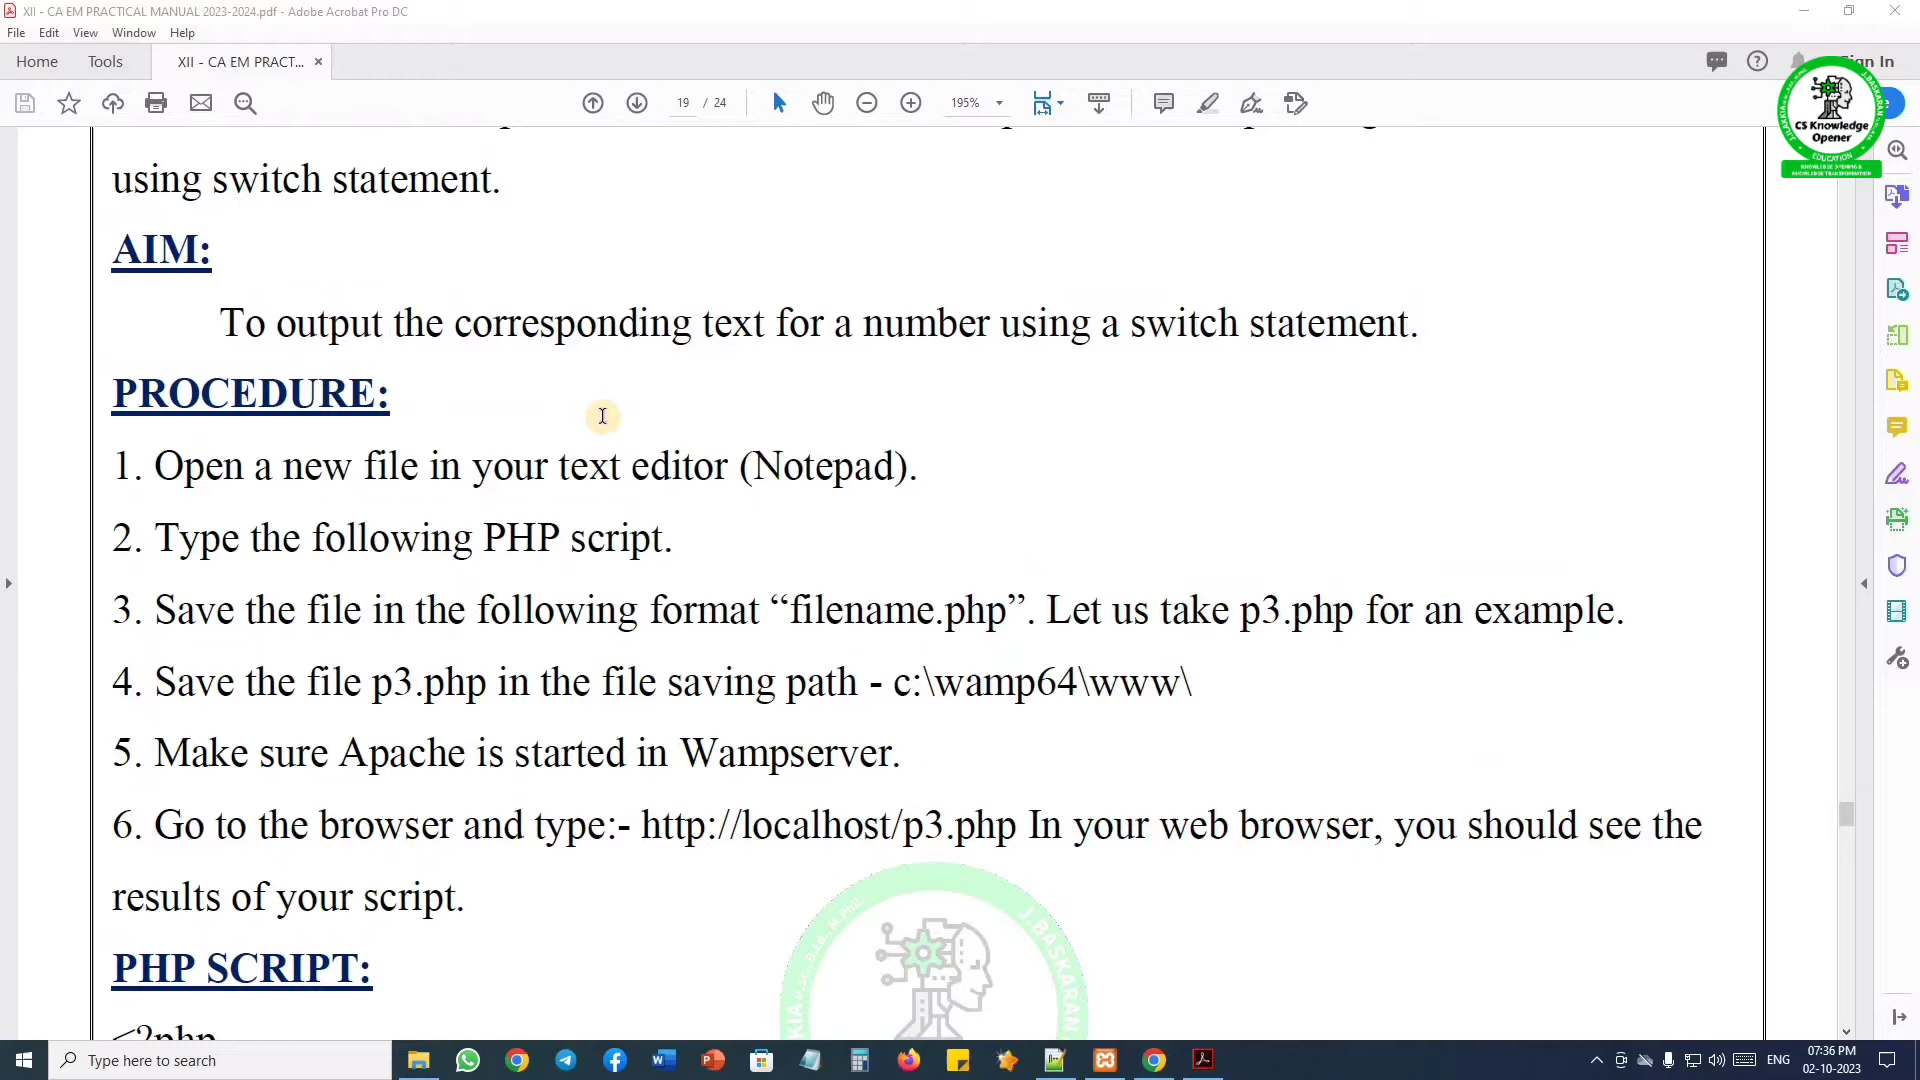 XII - CA EM PRACTICAL MANUAL 2023-2024.pdf - Adobe Acrobat Pro DC
File Edit View Window Help
Home Tools XII - CA EM PRACT... × Sign In
19 / 24 195%
CS Knowledge
Opener
EDUCATION
using switch statement.
AIM:
To output the corresponding text for a number using a switch statement.
PROCEDURE:
1. Open a new file in your text editor (Notepad).
2. Type the following PHP script.
3. Save the file in the following format “filename.php”. Let us take p3.php for an example.
4. Save the file p3.php in the file saving path - c:\wamp64\www\
5. Make sure Apache is started in Wampserver.
6. Go to the browser and type:- http://localhost/p3.php In your web browser, you should see the
results of your script.
J.BASKARAN
PHP SCRIPT:
<?php
Type here to search
ENG
07:36 PM
02-10-2023